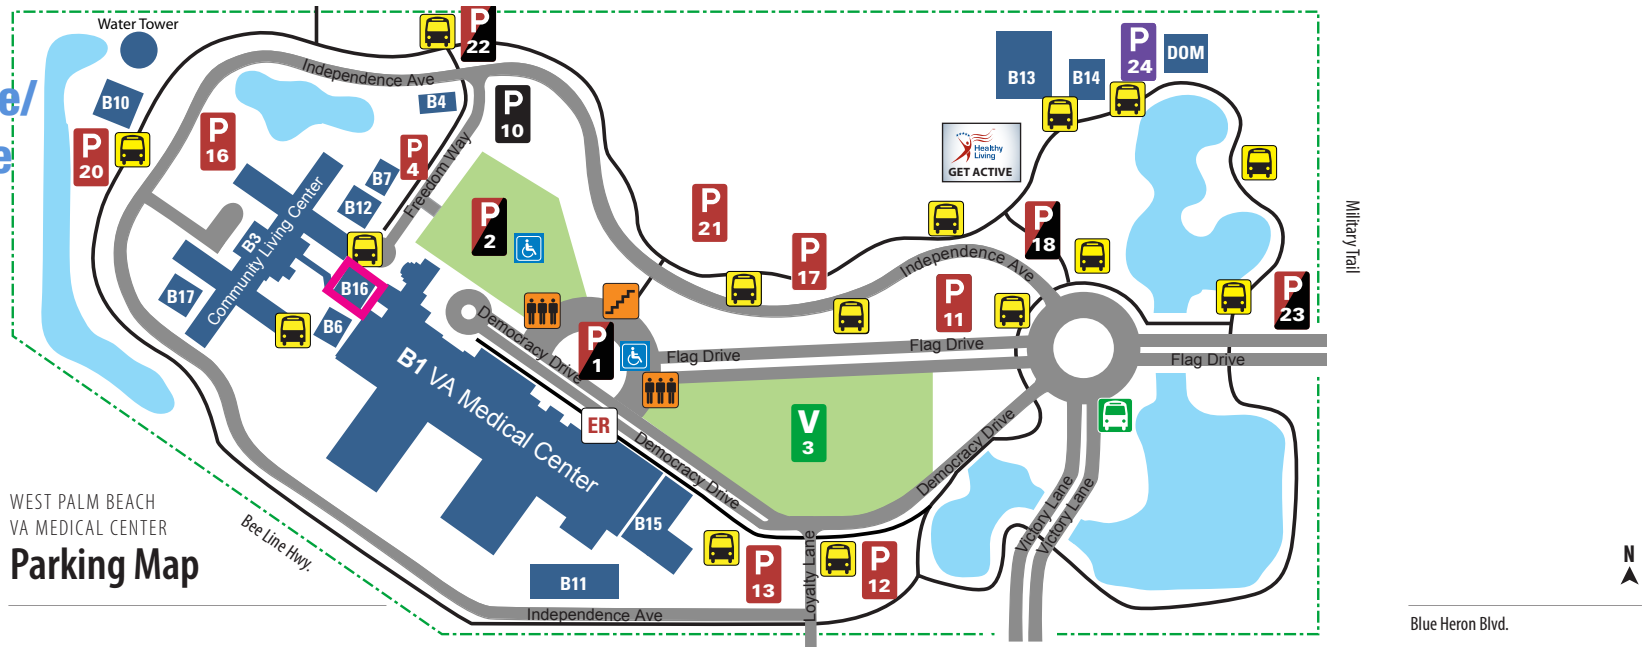 Water Tower
P
22
P
24
DOM
B13
B14
Independence Ave
B4
P
10
B10
e/
e
P
20
P
16
P
4
Healthy
Living
GET ACTIVE
B7
B12
Freedom Way
P
2
P
21
P
17
P
18
Independence Ave
Military Trail
B3
Community Living Center
B16
B17
B6
P
11
P
23
Democracy Drive
P
1
Flag Drive
Flag Drive
Flag Drive
B1 VA Medical Center
ER
V
3
Democracy Drive
Democracy Drive
WEST PALM BEACH
VA MEDICAL CENTER
Parking Map
Bee Line Hwy.
B15
Victory Lane
Victory Lane
P
13
Loyalty Lane
P
12
B11
Independence Ave
N
Blue Heron Blvd.